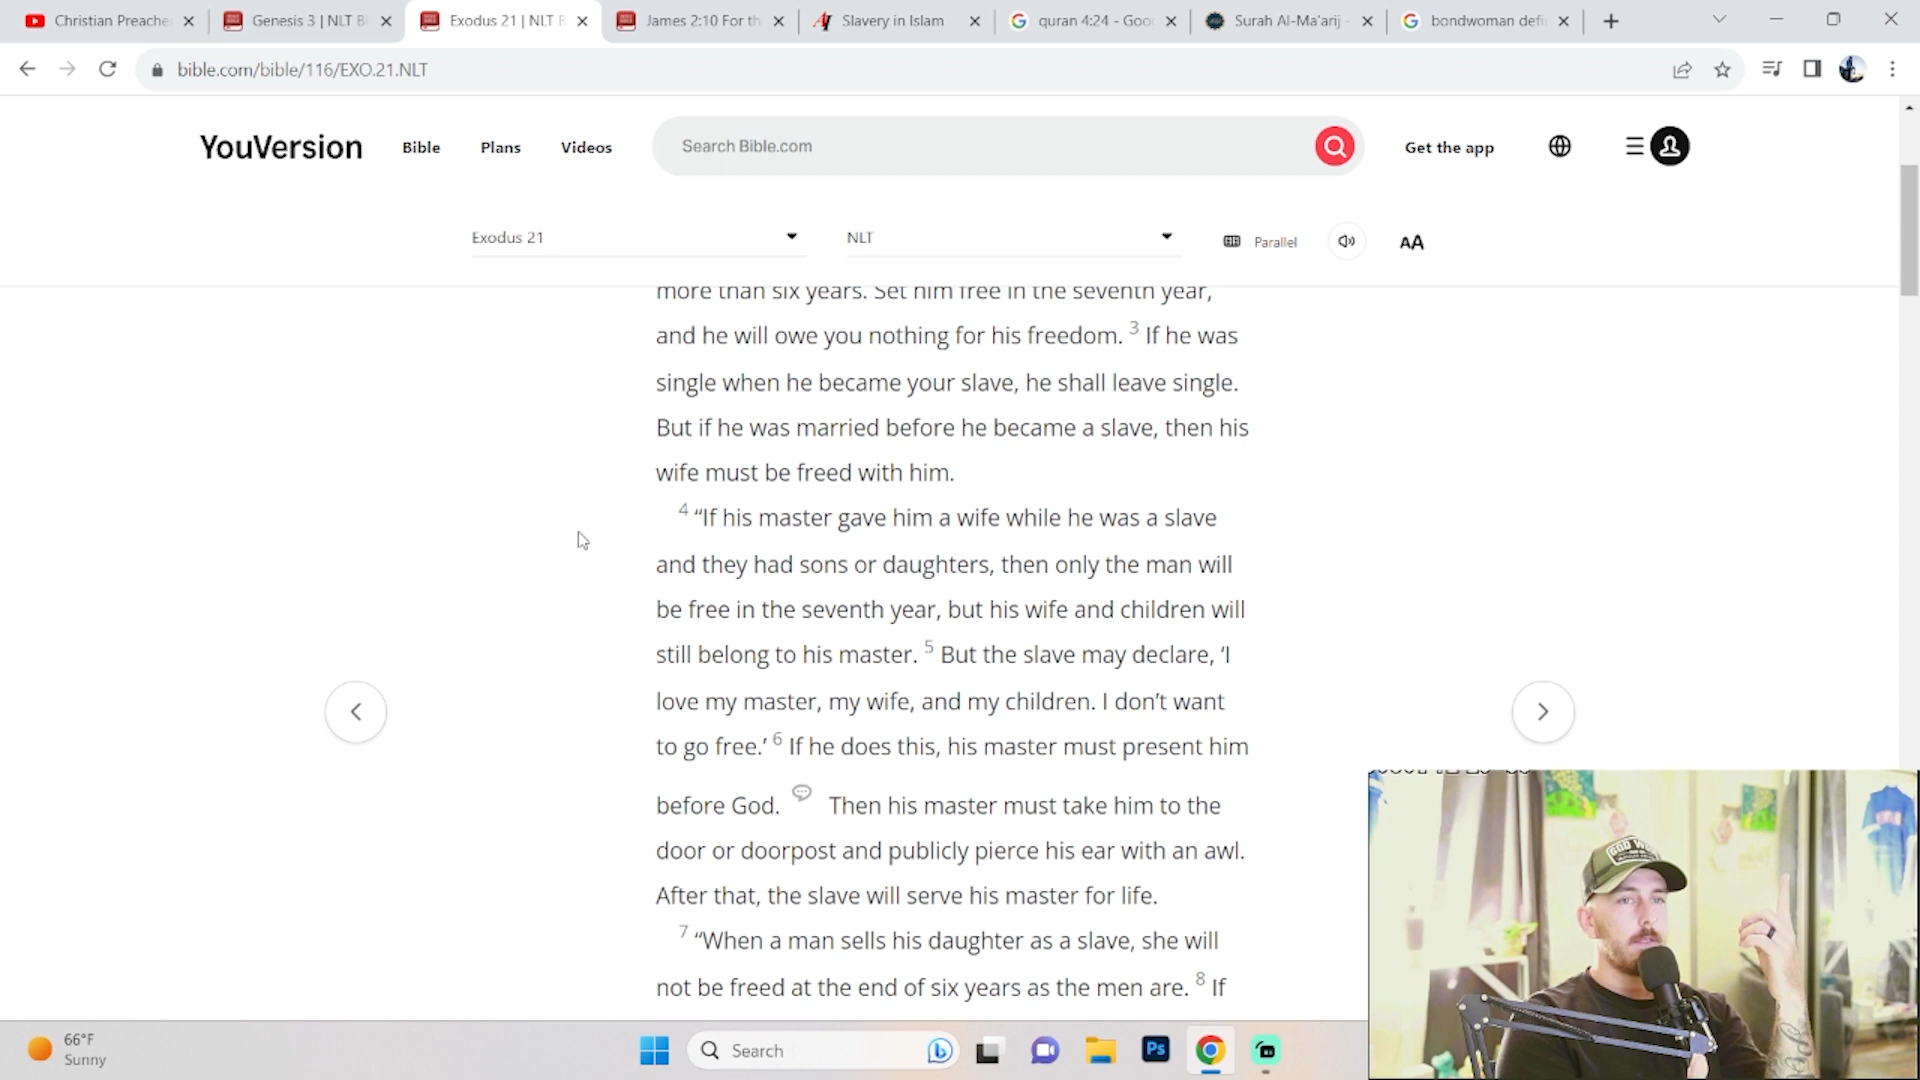 Christian Preache
Genesis 3 | NLT B
Exodus 21 | NLT B
James 2:10 For th
Slavery in Islam
quran 4:24 - Goo
Surah Al-Ma'arij -
bondwoman defi
bible.com/bible/116/EXO.21.NLT
YouVersion
Bible
Plans
Videos
Search Bible.com
Get the app
Exodus 21
NLT
Parallel
AA
more than six years. Set him free in the seventh year,
and he will owe you nothing for his freedom. 3 If he was
single when he became your slave, he shall leave single.
But if he was married before he became a slave, then his
wife must be freed with him.
4 “If his master gave him a wife while he was a slave
and they had sons or daughters, then only the man will
be free in the seventh year, but his wife and children will
still belong to his master. 5 But the slave may declare, ‘I
love my master, my wife, and my children. I don’t want
to go free.’ 6 If he does this, his master must present him
before God. Then his master must take him to the
door or doorpost and publicly pierce his ear with an awl.
After that, the slave will serve his master for life.
7 “When a man sells his daughter as a slave, she will
not be freed at the end of six years as the men are. 8 If
66°F
Sunny
Search
Ps